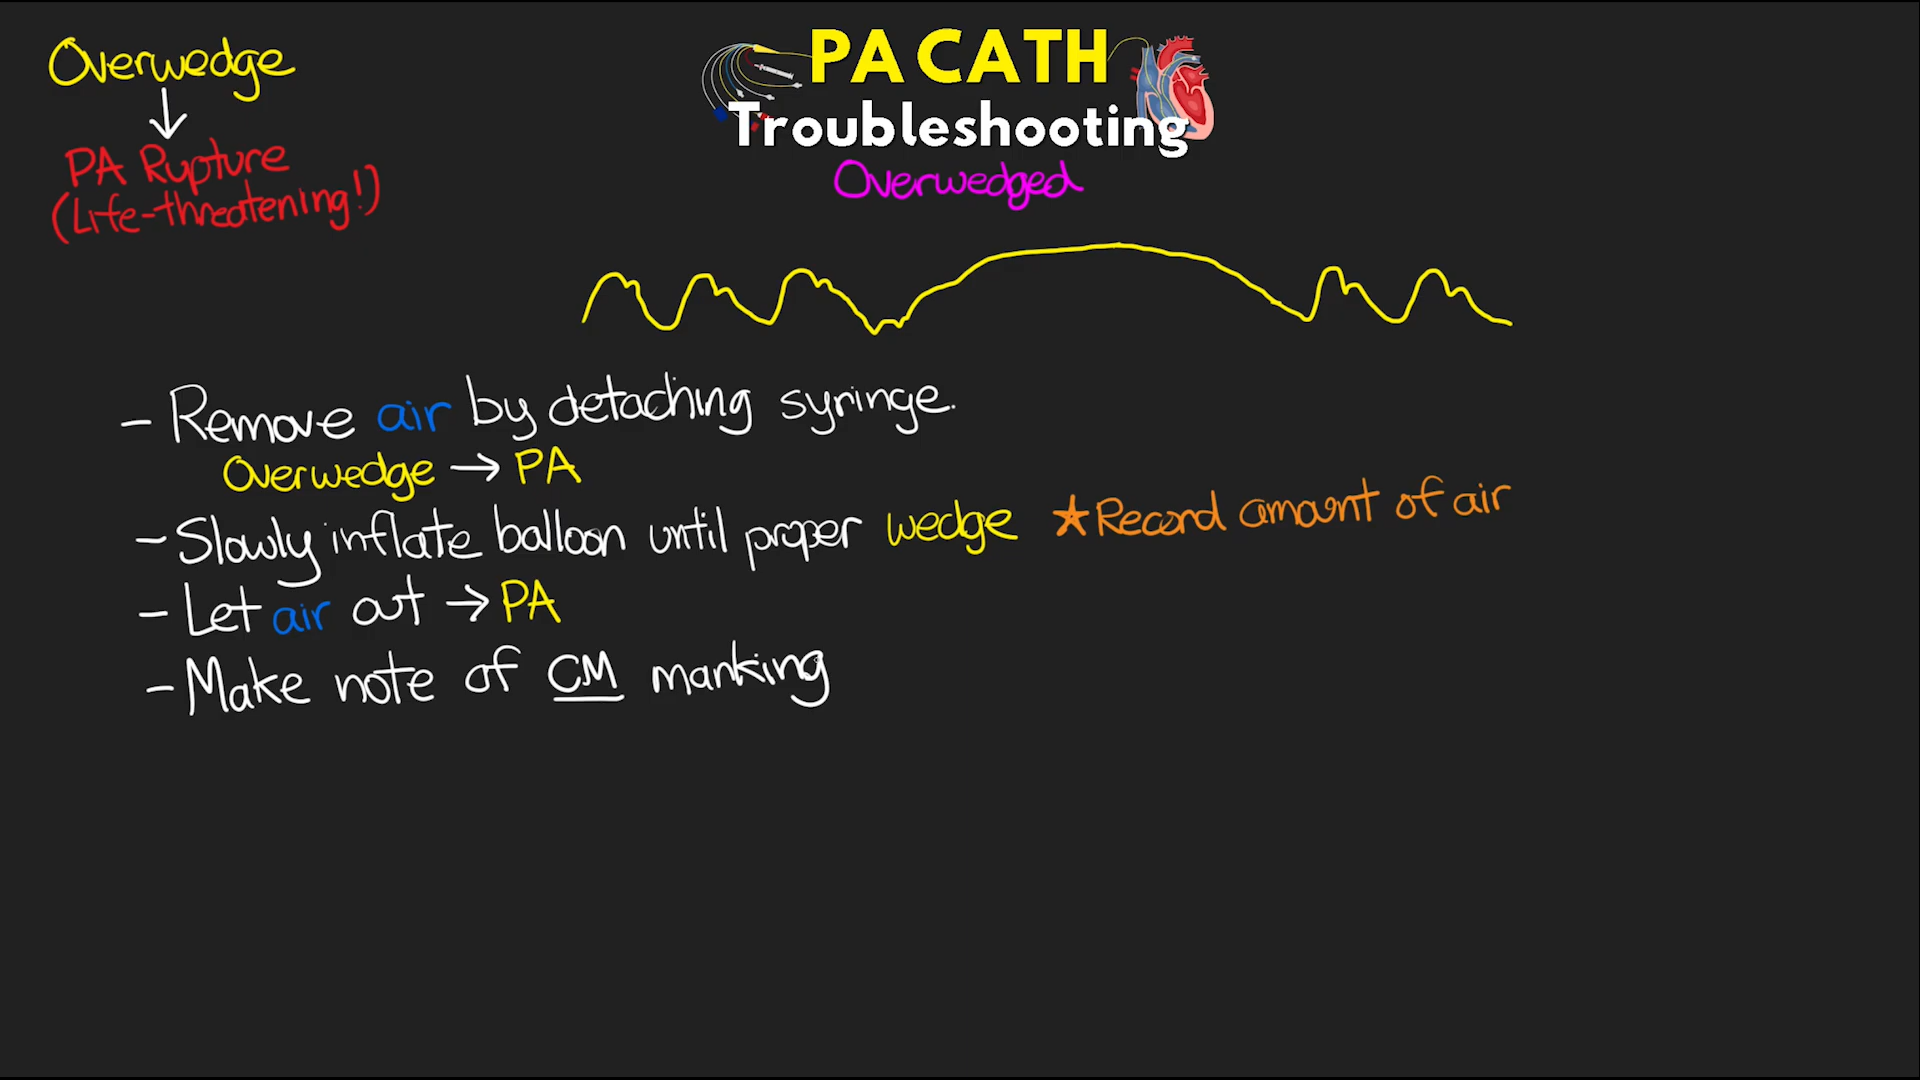 PA CATH
Troubleshooting
Overwedged
Overwedge
↓
PA Rupture
(Life-threatening!)
- Remove air by detaching syringe.
Overwedge → PA
- Slowly inflate balloon until proper wedge ★Record amount of air
- Let air out → PA
- Make note of CM marking